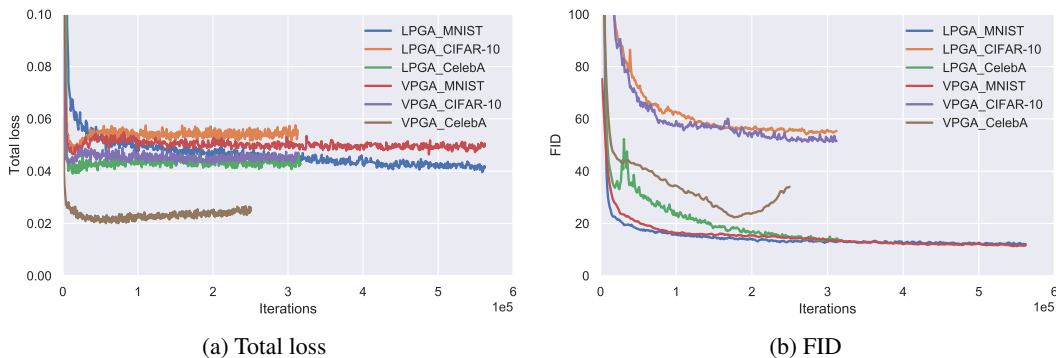 0.10
0.08
0.06
0.04
0.02
0.00
Total loss
0 1 2 3 4 5 6
1e5
Iterations
LPGA_MNIST
LPGA_CIFAR-10
LPGA_CelebA
VPGA_MNIST
VPGA_CIFAR-10
VPGA_CelebA
(a) Total loss
100
80
60
40
20
0
FID
0 1 2 3 4 5 6
1e5
Iterations
LPGA_MNIST
LPGA_CIFAR-10
LPGA_CelebA
VPGA_MNIST
VPGA_CIFAR-10
VPGA_CelebA
(b) FID